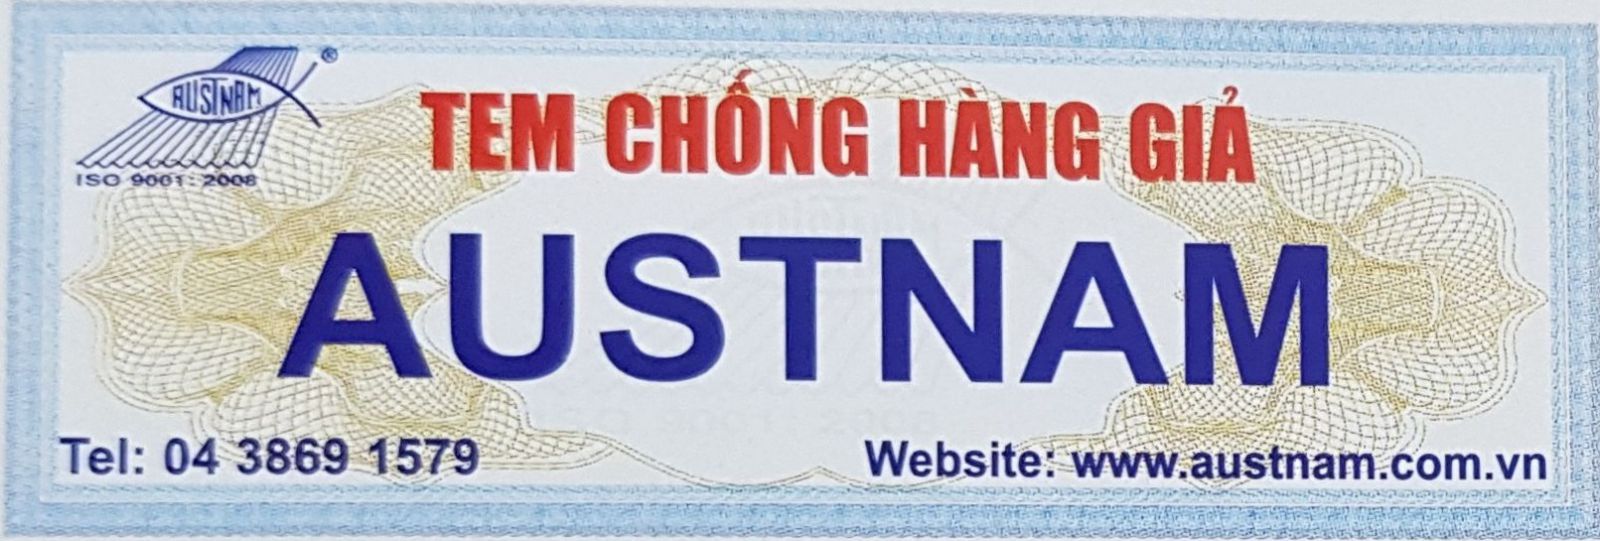 AUSTNAM ®
ISO 9001: 2008
TEM CHỐNG HÀNG GIẢ
AUSTNAM
Tel: 04 3869 1579
Website: www.austnam.com.vn